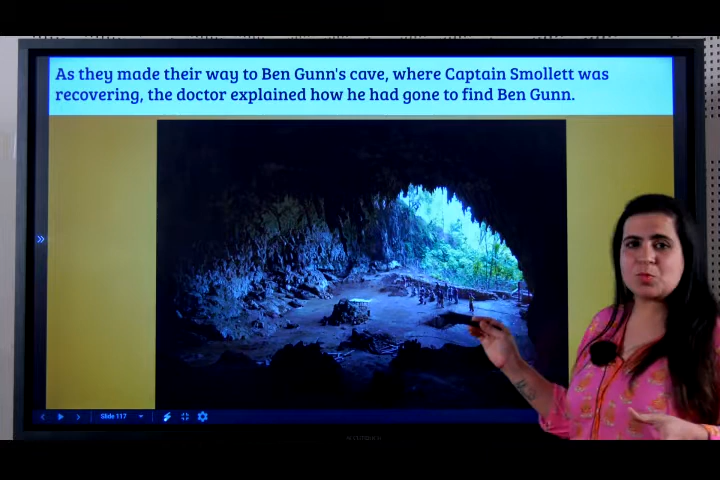 As they made their way to Ben Gunn's cave, where Captain Smollett was
recovering, the doctor explained how he had gone to find Ben Gunn.
Slide 117